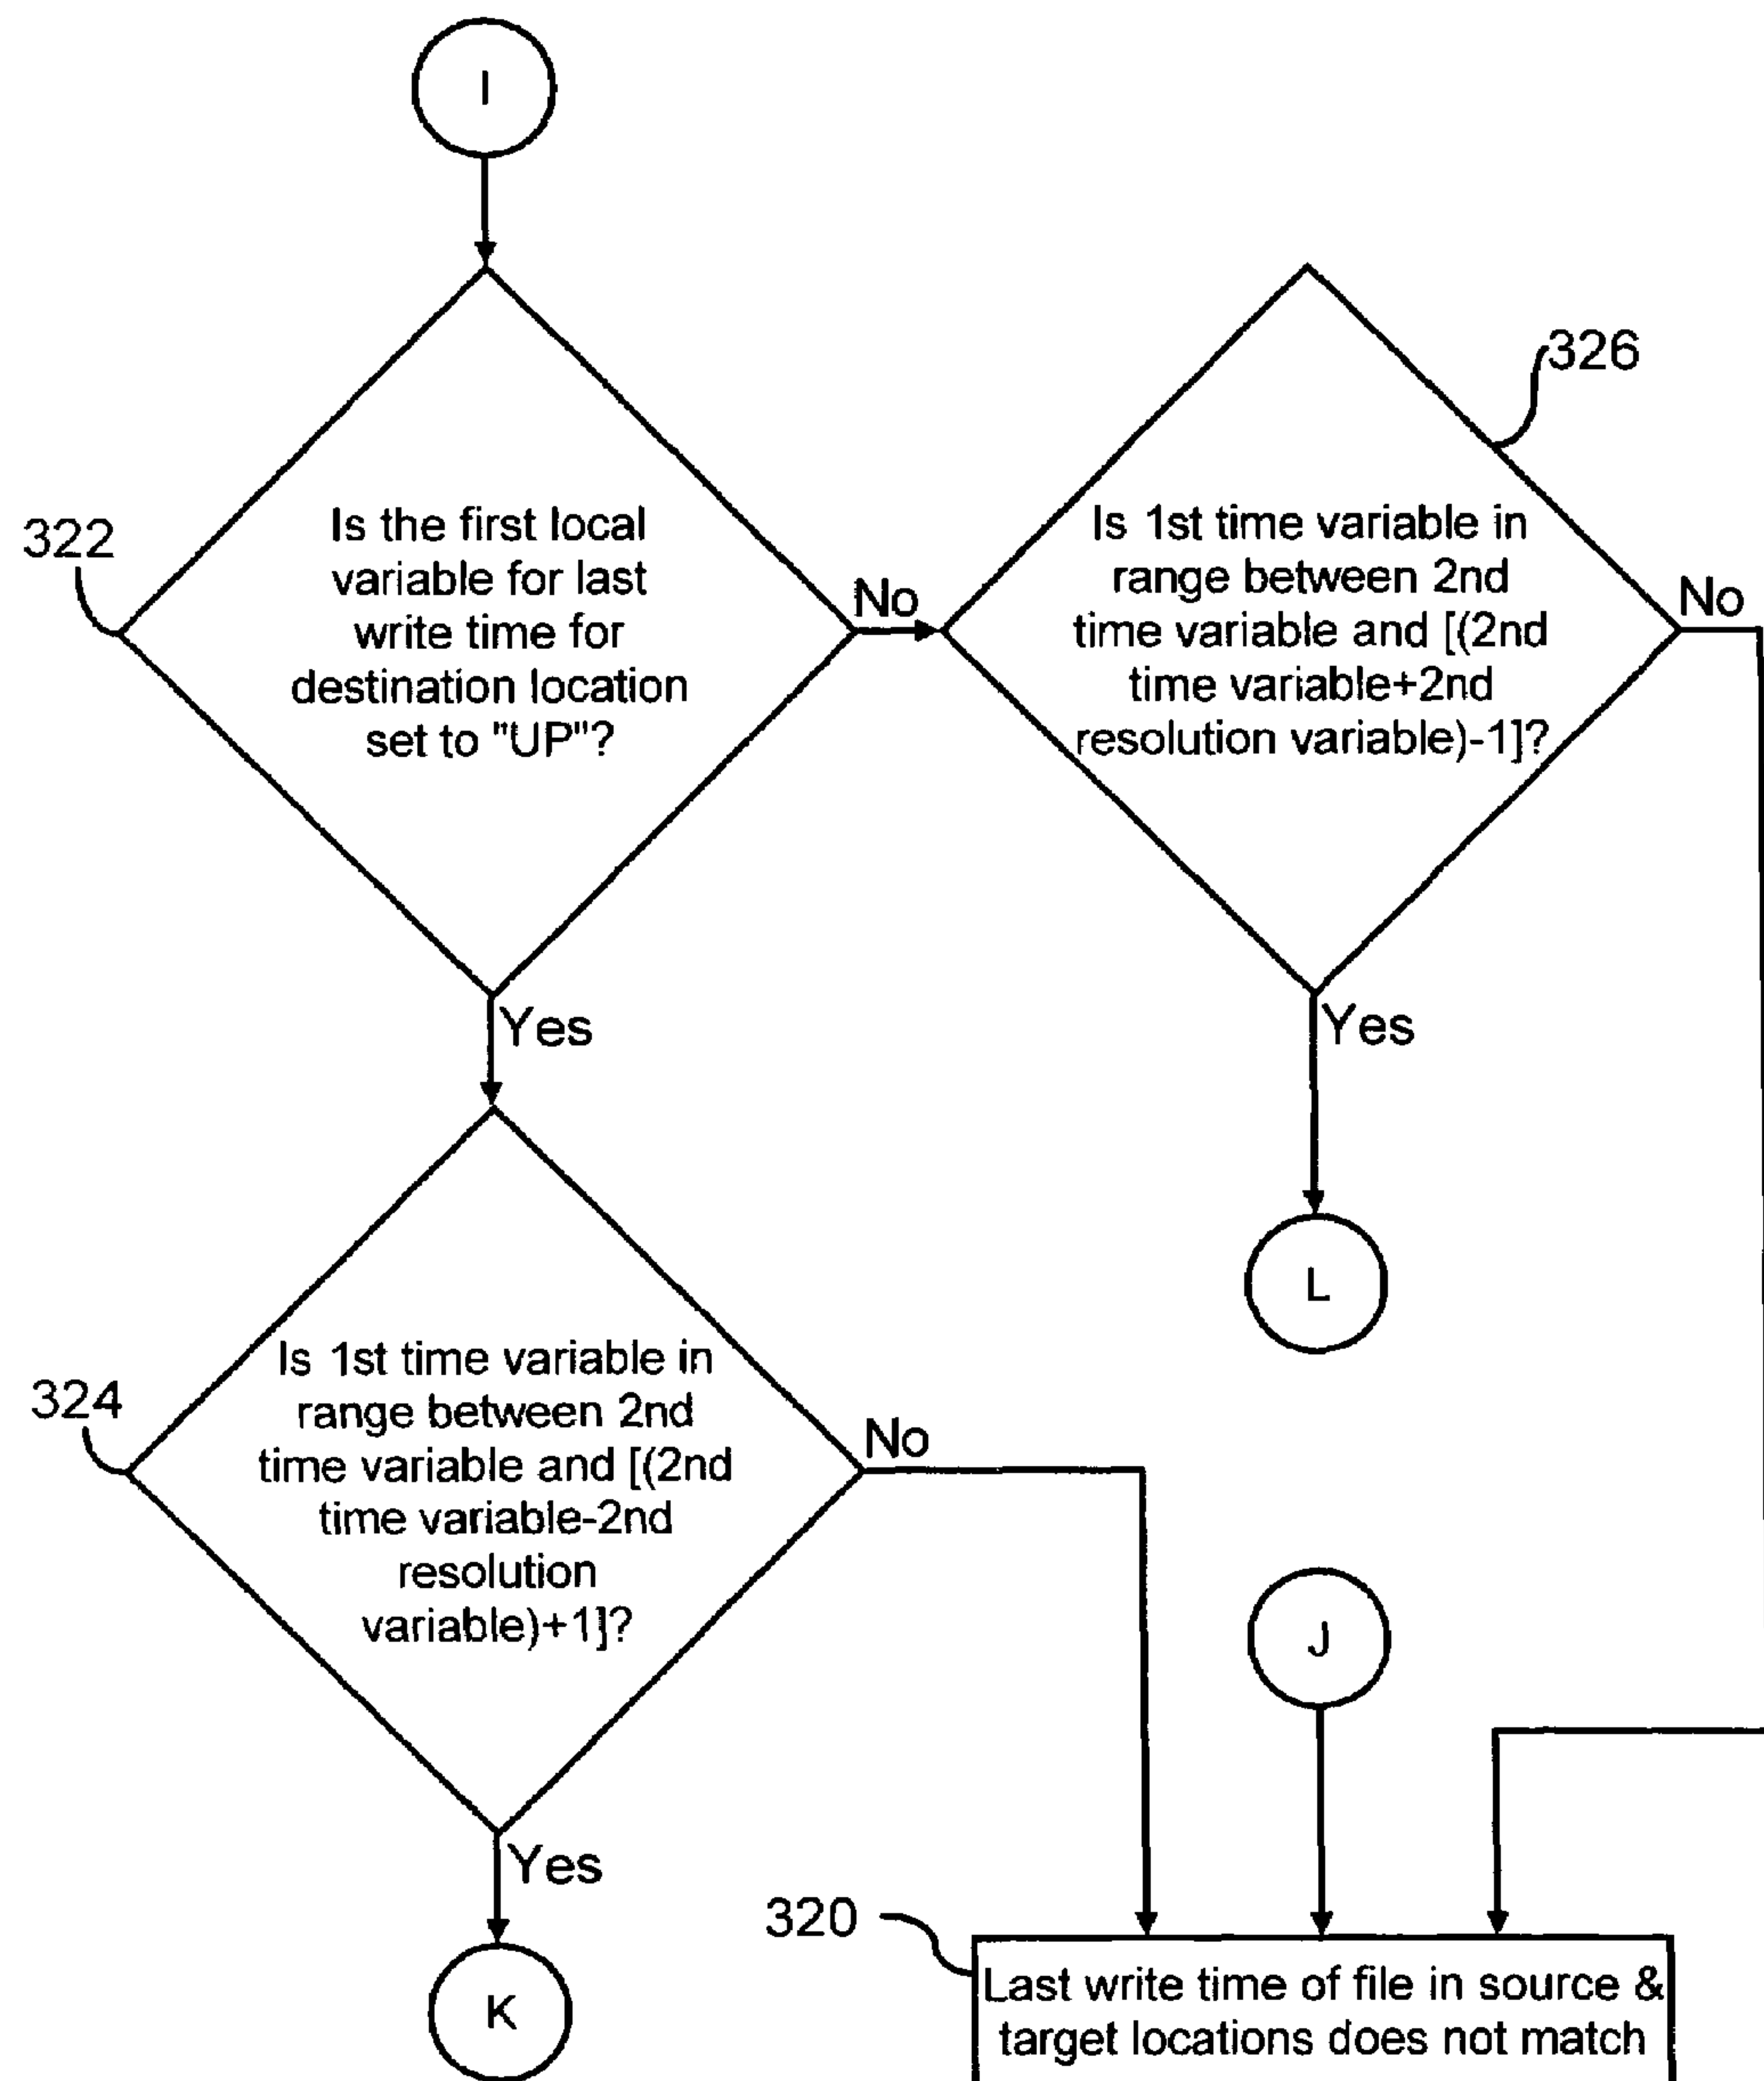 I
322
Is the first local
variable for last
write time for
destination location
set to "UP"?
No
326
Is 1st time variable in
range between 2nd
time variable and [(2nd
time variable+2nd
resolution variable)-1]?
No
Yes
Yes
L
324
Is 1st time variable in
range between 2nd
time variable and [(2nd
time variable-2nd
resolution
variable)+1]?
No
J
Yes
K
320
Last write time of file in source &
target locations does not match